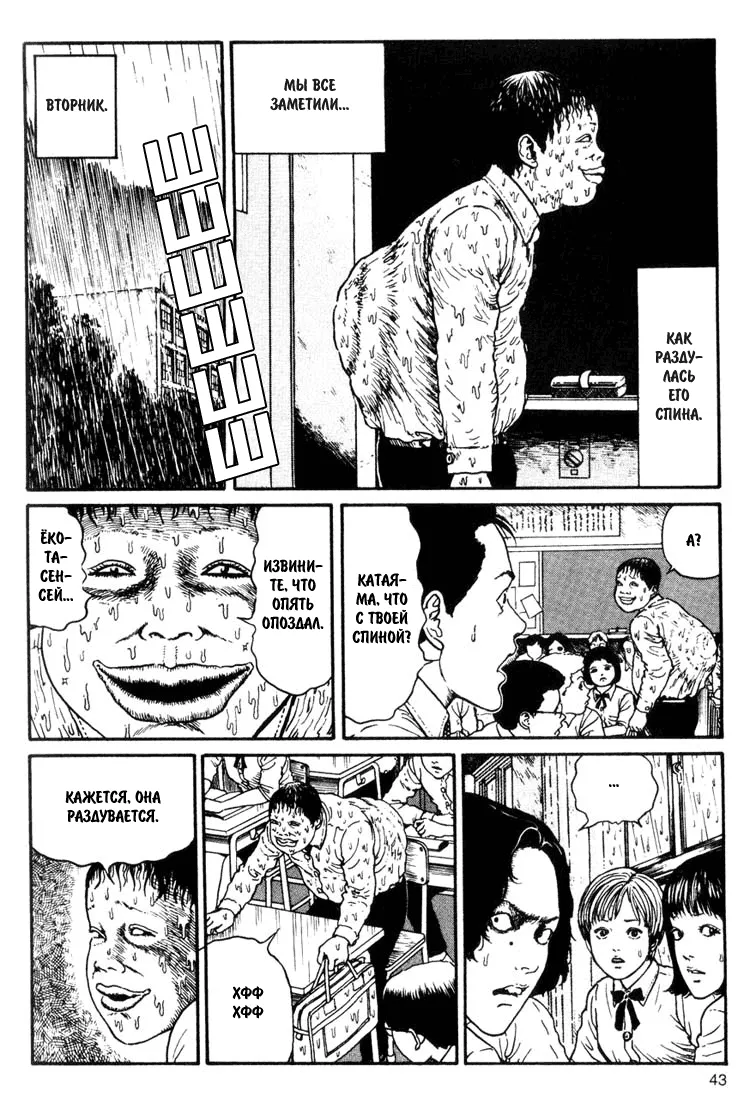 ВТОРНИК.
ЕЕЕЕЕЕЕЕ
МЫ ВСЕ
ЗАМЕТИЛИ...
КАК
РАЗДУ-
ЛАСЬ
ЕГО
СПИНА.
ЁКО-
ТА-
СЕН-
СЕЙ...
ИЗВИНИ-
ТЕ, ЧТО
ОПЯТЬ
ОПОЗДАЛ.
КАТАЯ-
МА, ЧТО
С ТВОЕЙ
СПИНОЙ?
А?
КАЖЕТСЯ, ОНА
РАЗДУВАЕТСЯ.
ХФФ
ХФФ
...
43